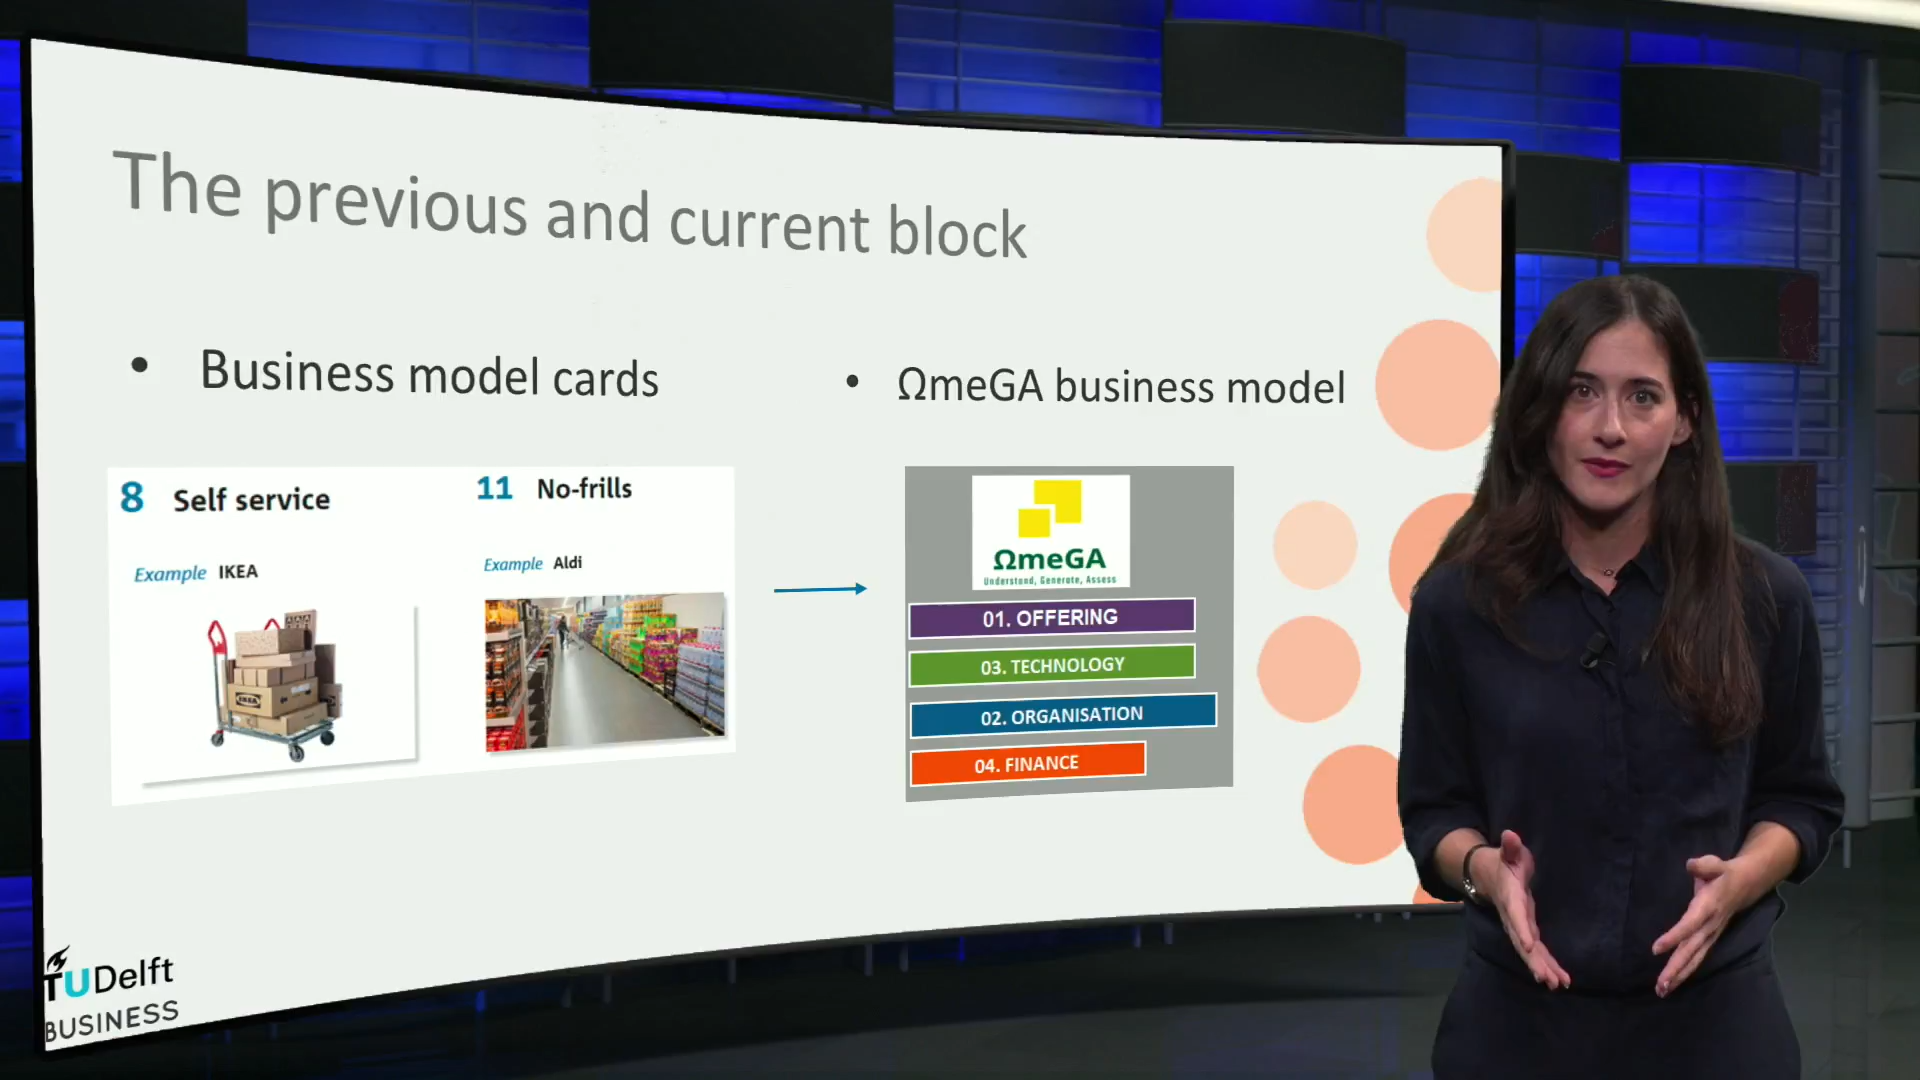 The previous and current block
• Business model cards
8 Self service
Example IKEA
11 No-frills
Example Aldi
• ΩmeGA business model
ΩmeGA
Understand, Generate, Assess
01. OFFERING
03. TECHNOLOGY
02. ORGANISATION
04. FINANCE
TUDelft
BUSINESS